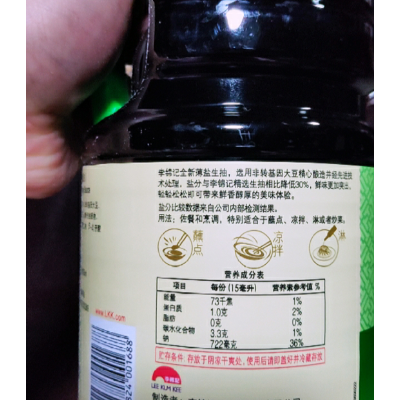 李锦记全新薄盐生抽，选用非转基因大豆精心酿造并经先进技
术处理，盐分与李锦记精选生抽相比降低30%，鲜味更加突出，
轻轻松松即可带来鲜香醇厚的美味体验。
盐分比较数据来自公司内部检测结果。
用法：佐餐和烹调，特别适合于蘸点、凉拌、淋或者炒菜。
蘸点 凉拌 淋
营养成分表
项目 每份 (15毫升) 营养素参考值 %
能量 73千焦 1%
蛋白质 1.0克 2%
脂肪 0克 0%
碳水化合物 3.3克 1%
钠 722毫克 36%
贮存条件: 存放于阴凉干爽处，使用后请即盖好并冷藏存放
李錦記
LEE KUM KEE
824 001688